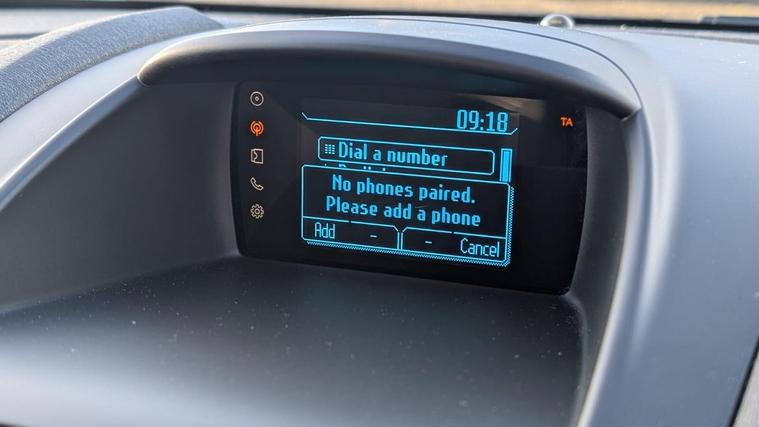 09:18
TA
Dial a number
No phones paired.
Please add a phone
Add - - Cancel